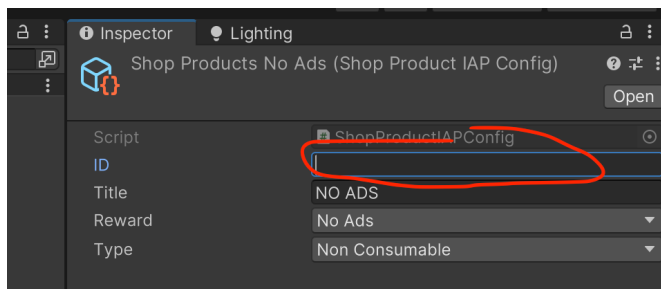 Inspector Lighting
Shop Products No Ads (Shop Product IAP Config)
Open
Script ShopProductIAPConfig
ID
Title NO ADS
Reward No Ads
Type Non Consumable